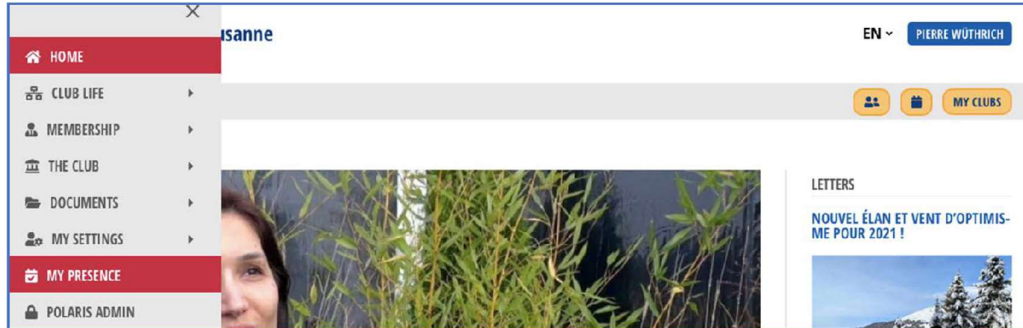 usanne
EN
PIERRE WÜTHRICH
HOME
CLUB LIFE
MEMBERSHIP
THE CLUB
DOCUMENTS
MY SETTINGS
MY PRESENCE
POLARIS ADMIN
MY CLUBS
LETTERS
NOUVEL ÉLAN ET VENT D'OPTIMIS-
ME POUR 2021 !